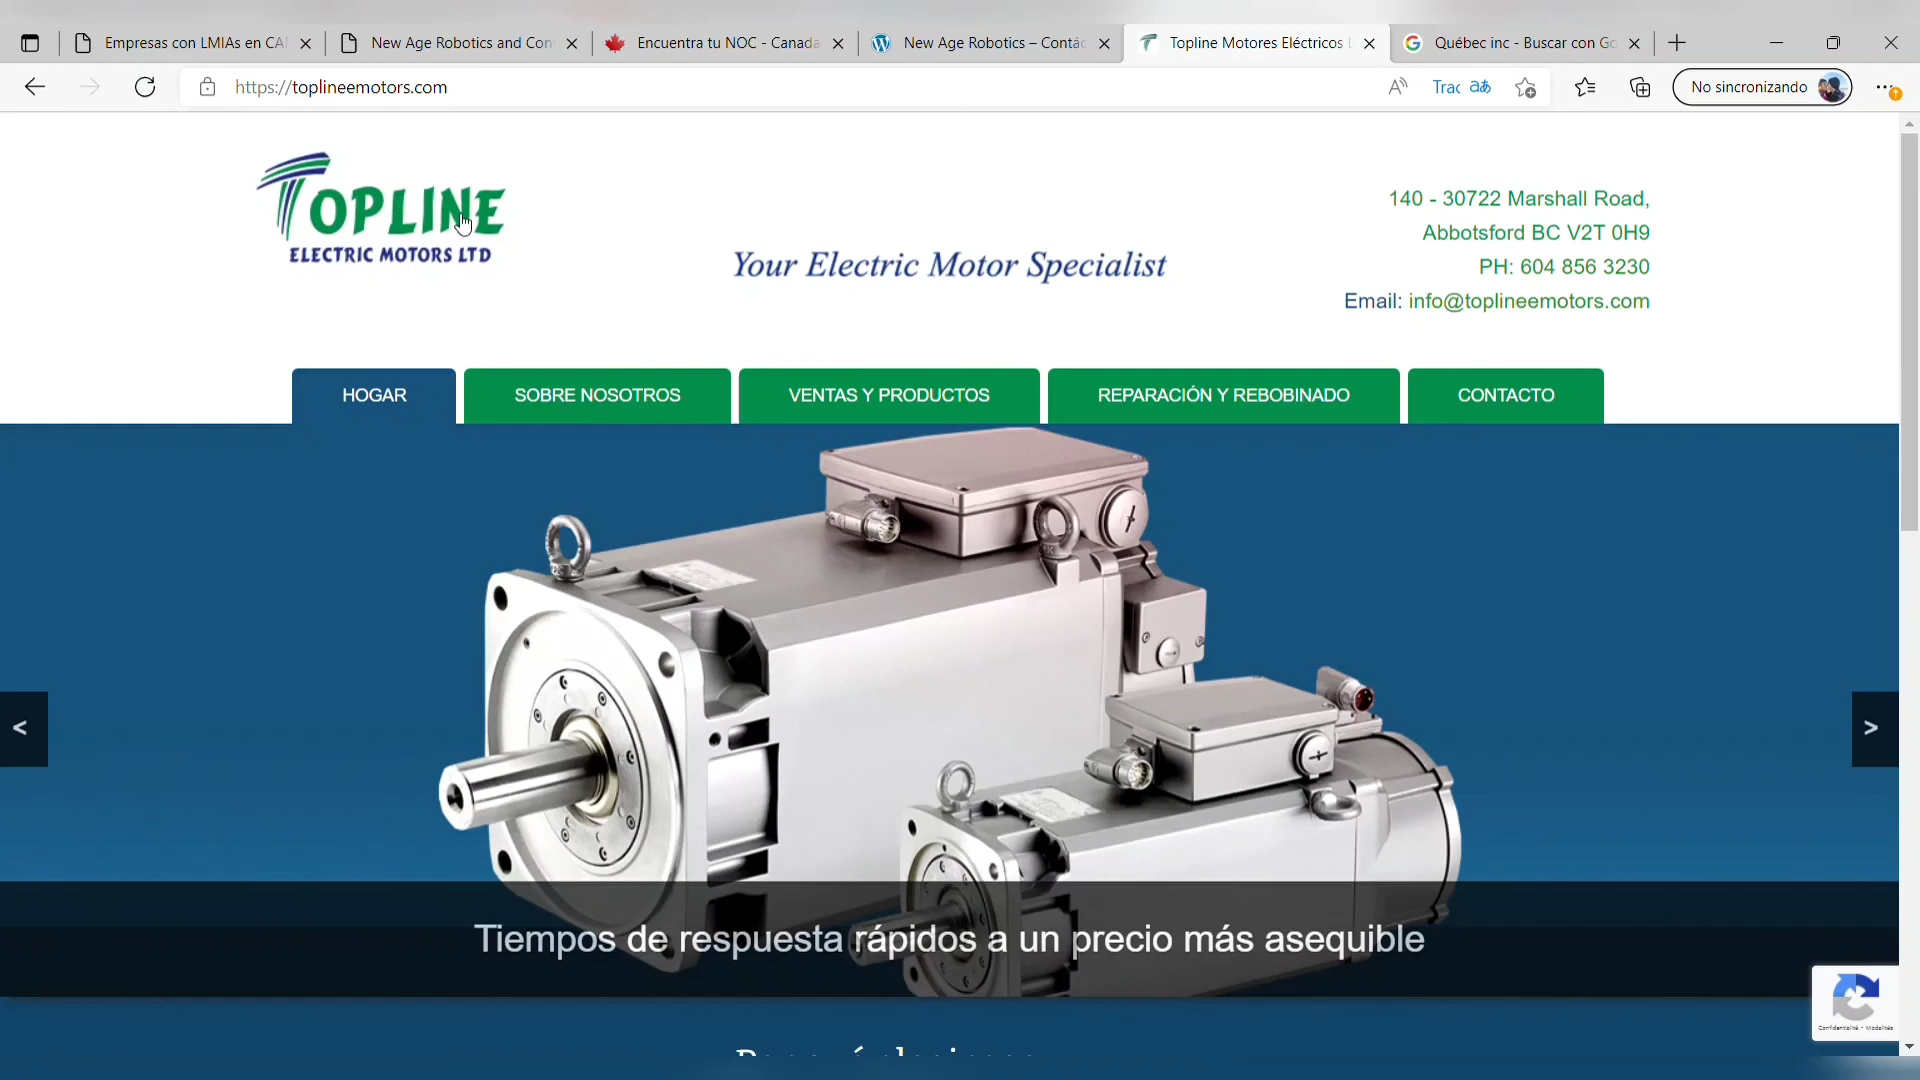 Empresas con LMIAs en CA
New Age Robotics and Con
Encuentra tu NOC - Canada
New Age Robotics – Contác
Topline Motores Eléctricos L
Québec inc - Buscar con Go
https://toplineemotors.com
Trac
No sincronizando
TOPLINE
ELECTRIC MOTORS LTD
Your Electric Motor Specialist
140 - 30722 Marshall Road,
Abbotsford BC V2T 0H9
PH: 604 856 3230
Email: info@toplineemotors.com
HOGAR
SOBRE NOSOTROS
VENTAS Y PRODUCTOS
REPARACIÓN Y REBOBINADO
CONTACTO
<
>
Tiempos de respuesta rápidos a un precio más asequible
Confidentialité - Modalités